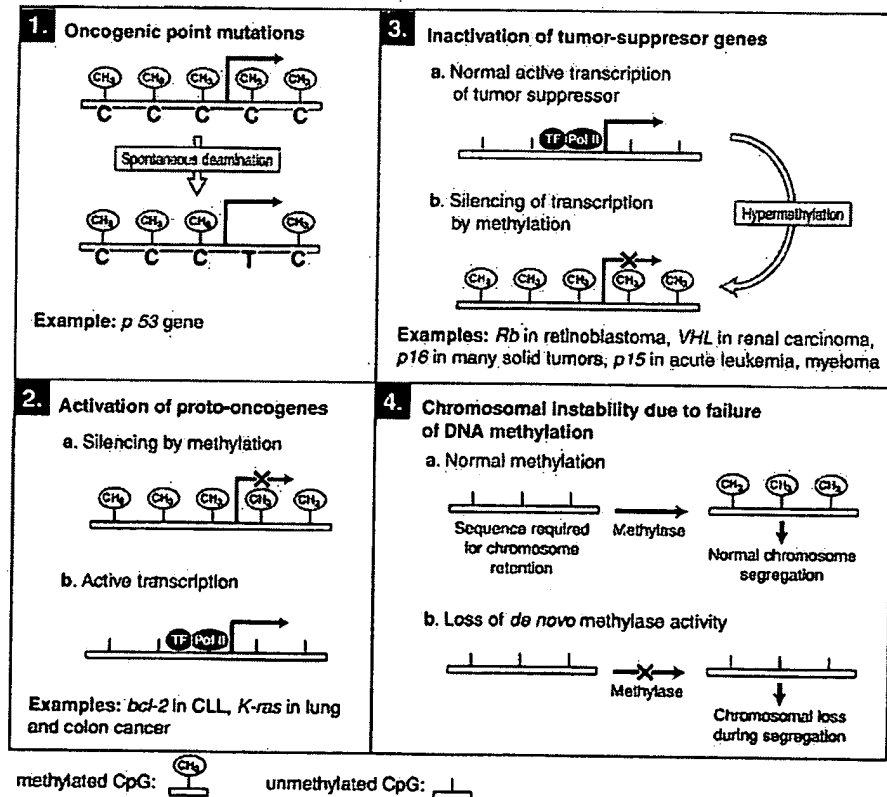 1. Oncogenic point mutations
CH3 CH3 CH3 CH3 CH3
C C C C C
Spontaneous deamination
CH3 CH3 CH3 CH3
C C C T C
Example: p 53 gene
2. Activation of proto-oncogenes
a. Silencing by methylation
CH3 CH3 CH3 CH3 CH3
b. Active transcription
TF Pol II
Examples: bcl-2 in CLL, K-ras in lung
and colon cancer
3. Inactivation of tumor-suppresor genes
a. Normal active transcription
of tumor suppressor
TF Pol II
b. Silencing of transcription
by methylation
Hypermethylation
CH3 CH3 CH3 CH3 CH3
Examples: Rb in retinoblastoma, VHL in renal carcinoma,
p16 in many solid tumors; p15 in acute leukemia, myeloma
4. Chromosomal instability due to failure
of DNA methylation
a. Normal methylation
CH3 CH3 CH3
Sequence required
for chromosome
retention
Methylase
Normal chromosome
segregation
b. Loss of de novo methylase activity
Methylase
Chromosomal loss
during segregation
methylated CpG: CH3
unmethylated CpG: